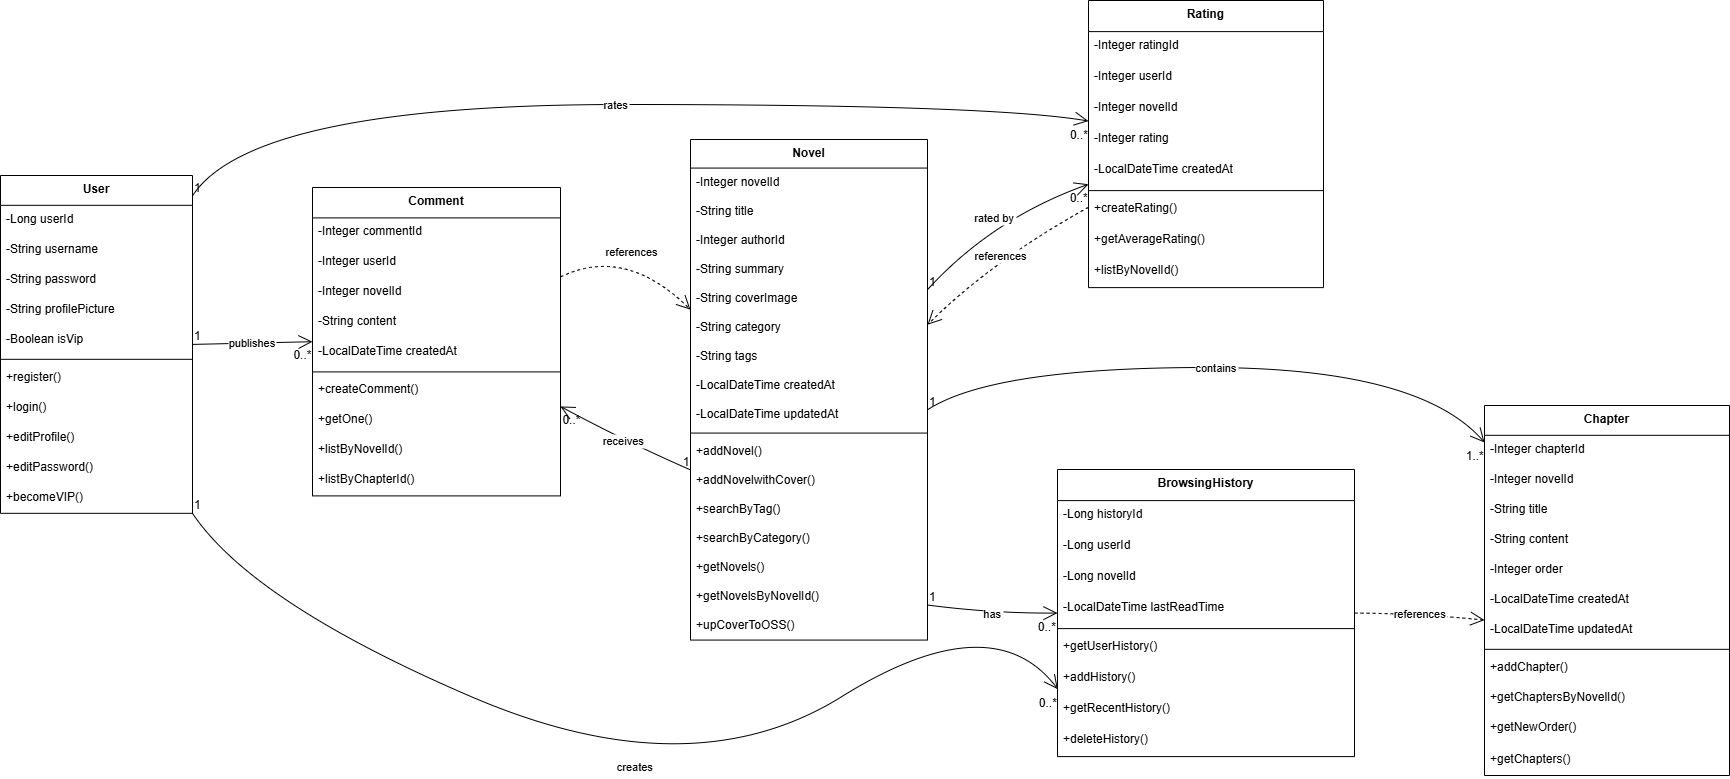 User
-Long userId
-String username
-String password
-String profilePicture
-Boolean isVip
+register()
+login()
+editProfile()
+editPassword()
+becomeVIP()
1
rates
0..*
1
publishes
0..*
1
creates
0..*
Comment
-Integer commentId
-Integer userId
-Integer novelId
-String content
-LocalDateTime createdAt
+createComment()
+getOne()
+listByNovelId()
+listByChapterId()
references
0..*
receives
1
Novel
-Integer novelId
-String title
-Integer authorId
-String summary
-String coverImage
-String category
-String tags
-LocalDateTime createdAt
-LocalDateTime updatedAt
+addNovel()
+addNovelwithCover()
+searchByTag()
+searchByCategory()
+getNovels()
+getNovelsByNovelId()
+upCoverToOSS()
1
rated by
0..*
references
1
contains
1..*
1
has
0..*
Rating
-Integer ratingId
-Integer userId
-Integer novelId
-Integer rating
-LocalDateTime createdAt
+createRating()
+getAverageRating()
+listByNovelId()
BrowsingHistory
-Long historyId
-Long userId
-Long novelId
-LocalDateTime lastReadTime
+getUserHistory()
+addHistory()
+getRecentHistory()
+deleteHistory()
references
Chapter
-Integer chapterId
-Integer novelId
-String title
-String content
-Integer order
-LocalDateTime createdAt
-LocalDateTime updatedAt
+addChapter()
+getChaptersByNovelId()
+getNewOrder()
+getChapters()